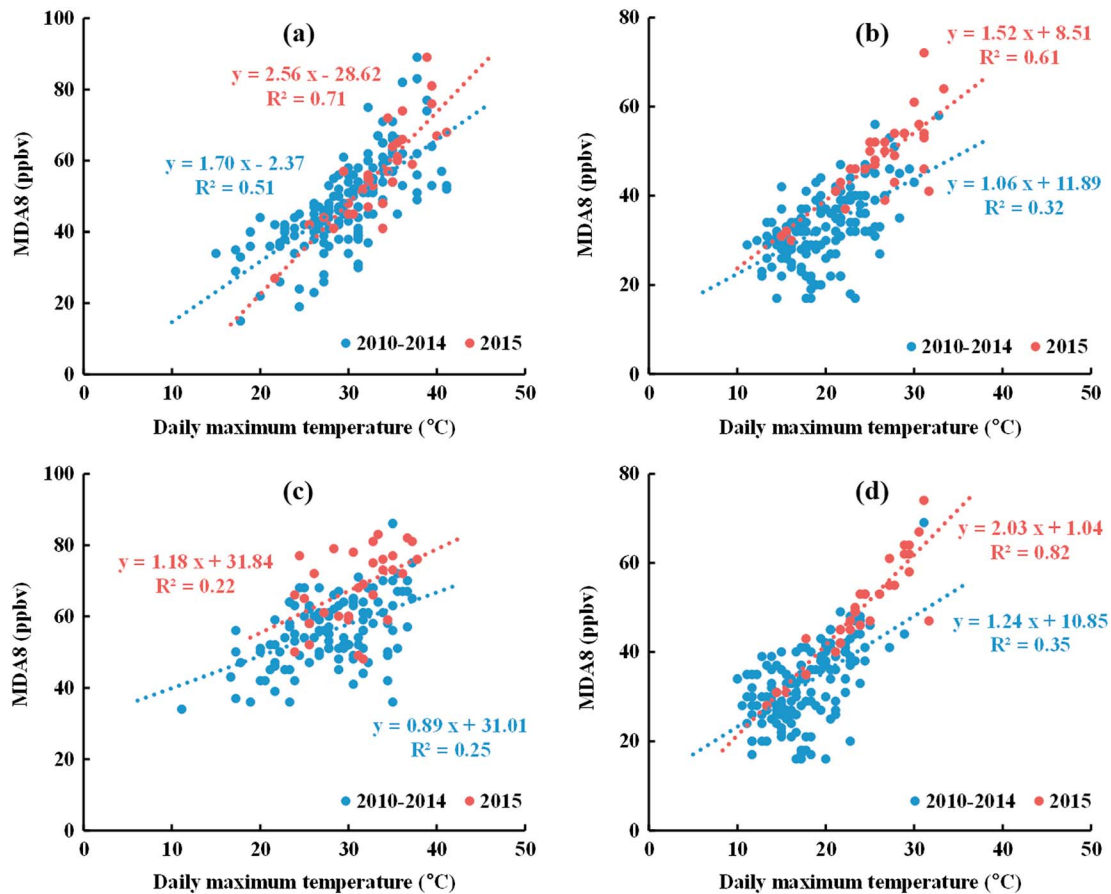 (a)
100
80
60
40
20
0
MDA8 (ppbv)
y = 2.56 x - 28.62
R² = 0.71
y = 1.70 x - 2.37
R² = 0.51
2010-2014 2015
0 10 20 30 40 50
Daily maximum temperature (°C)
(b)
80
60
40
20
0
MDA8 (ppbv)
y = 1.52 x + 8.51
R² = 0.61
y = 1.06 x + 11.89
R² = 0.32
2010-2014 2015
0 10 20 30 40 50
Daily maximum temperature (°C)
(c)
100
80
60
40
20
0
MDA8 (ppbv)
y = 1.18 x + 31.84
R² = 0.22
y = 0.89 x + 31.01
R² = 0.25
2010-2014 2015
0 10 20 30 40 50
Daily maximum temperature (°C)
(d)
80
60
40
20
0
MDA8 (ppbv)
y = 2.03 x + 1.04
R² = 0.82
y = 1.24 x + 10.85
R² = 0.35
2010-2014 2015
0 10 20 30 40 50
Daily maximum temperature (°C)